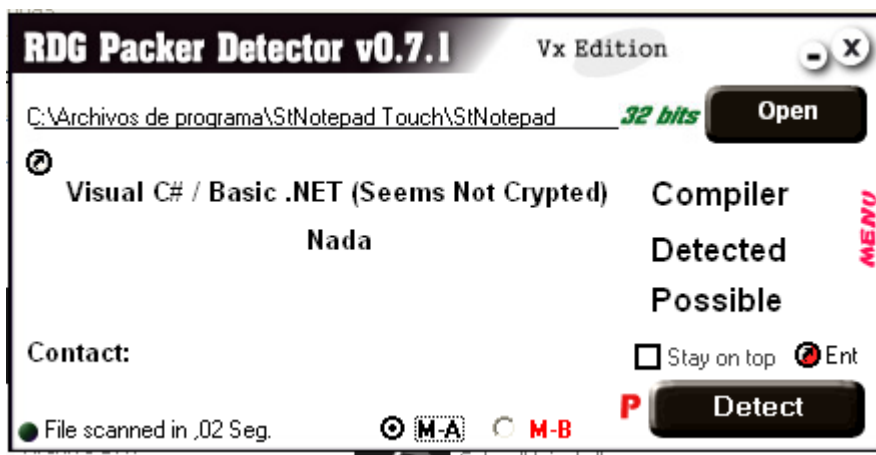 RDG Packer Detector v0.7.1 Vx Edition
C:\Archivos de programa\StNotepad Touch\StNotepad 32 bits Open
Visual C# / Basic .NET (Seems Not Crypted) Compiler
Nada Detected
Possible
MENU
Contact: Stay on top Ent
P Detect
File scanned in ,02 Seg. M-A M-B